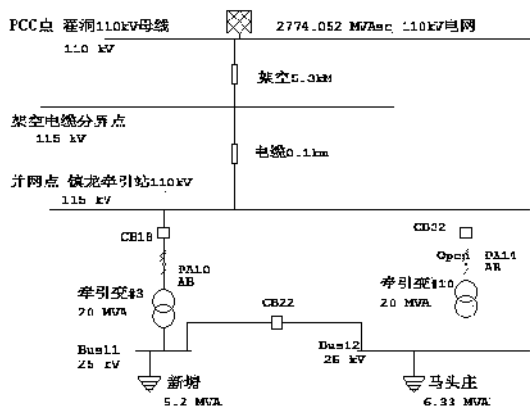 PCC点 翟洞110kV母线
2774.052 MVAsc 110kV电网
110 kV
架空5.3kM
架空电缆分界点
115 kV
电缆0.1km
并网点 镇龙牵引站110kV
115 kV
CB18
CB32
PA10
AB
Open
PA14
AB
牵引变#3
20 MVA
牵引变#10
20 MVA
CB22
Bus11
25 kV
Bus12
26 kV
新塘
5.2 MVA
马头庄
6.33 MVA